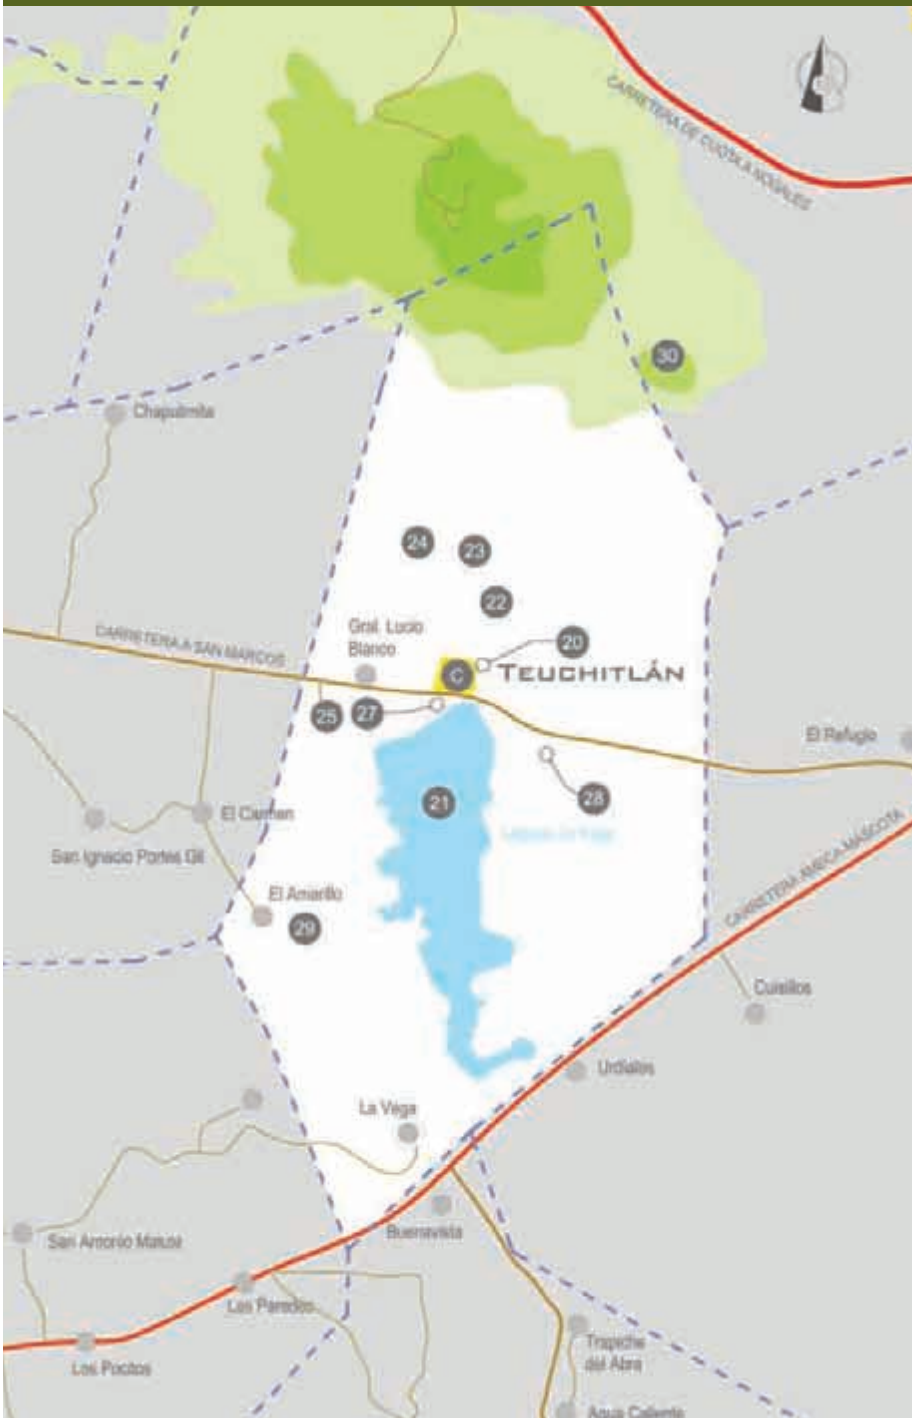 CARRETERA DE CUOTA A NOGALES
30
Chapulimita
24
23
22
Gral. Lucio
Blanco
20
CARRETERA A SAN MARCOS
C
TEUCHITLÁN
25
27
El Refugio
21
28
El Carmen
San Ignacio Portes Gil
CARRETERA AMECA MASCOTA
El Amarillo
29
Cuisillos
Urdiales
La Vega
Buenavista
San Antonio Matute
Las Paredes
Trapiche
del Abra
Los Pocitos
Agua Caliente